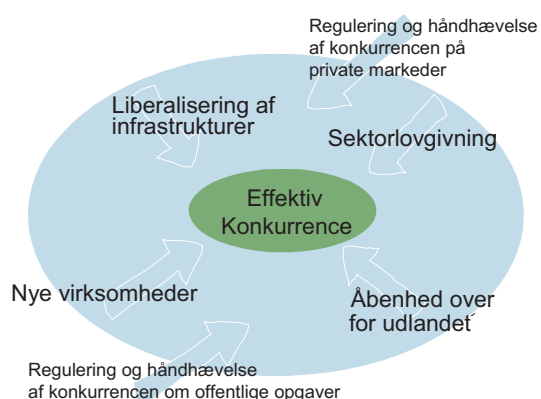 Regulering og håndhævelse
af konkurrencen på
private markeder
Liberalisering af
infrastrukturer
Sektorlovgivning
Effektiv
Konkurrence
Nye virksomheder
Åbenhed over
for udlandet
Regulering og håndhævelse
af konkurrencen om offentlige opgaver